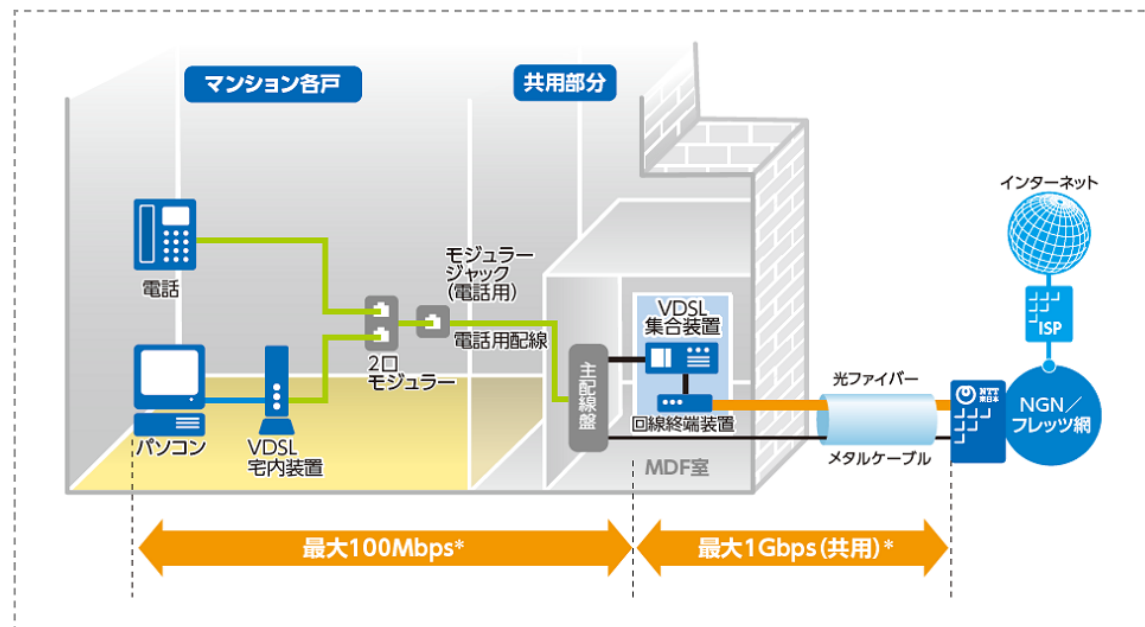 マンション各戸
共用部分
インターネット
ISP
電話
モジュラー
ジャック
(電話用)
電話用配線
2口
モジュラー
パソコン
VDSL
宅内装置
主配線盤
VDSL
集合装置
回線終端装置
MDF室
光ファイバー
メタルケーブル
NTT
東日本
NGN/
フレッツ網
最大100Mbps*
最大1Gbps(共用)*